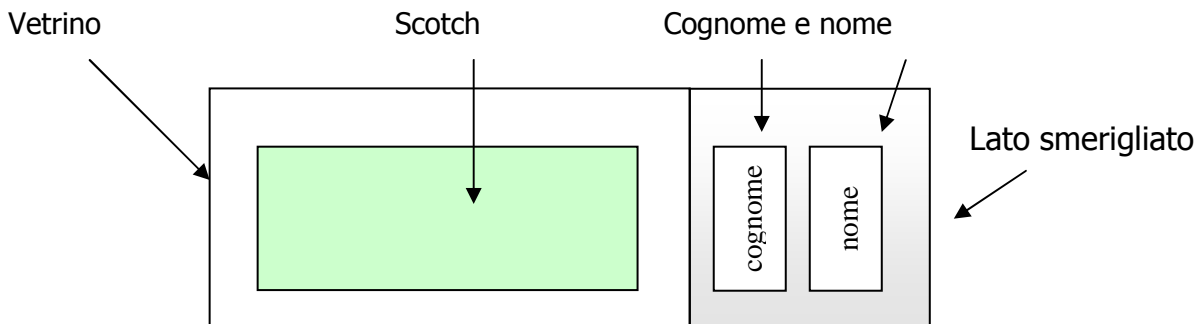 Vetrino
Scotch
Cognome e nome
Lato smerigliato
cognome
nome